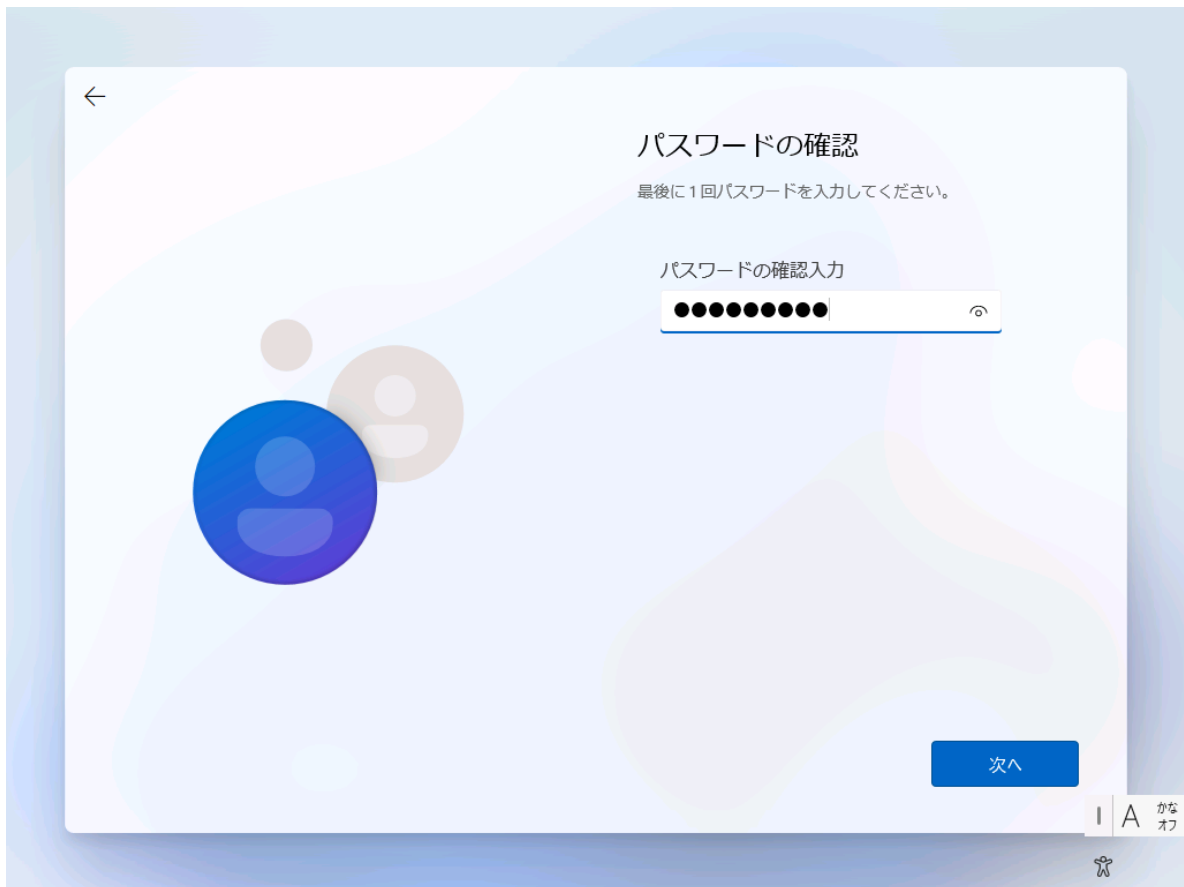 パスワードの確認
最後に1回パスワードを入力してください。
パスワードの確認入力
●●●●●●●●●
次へ
A かな
オフ